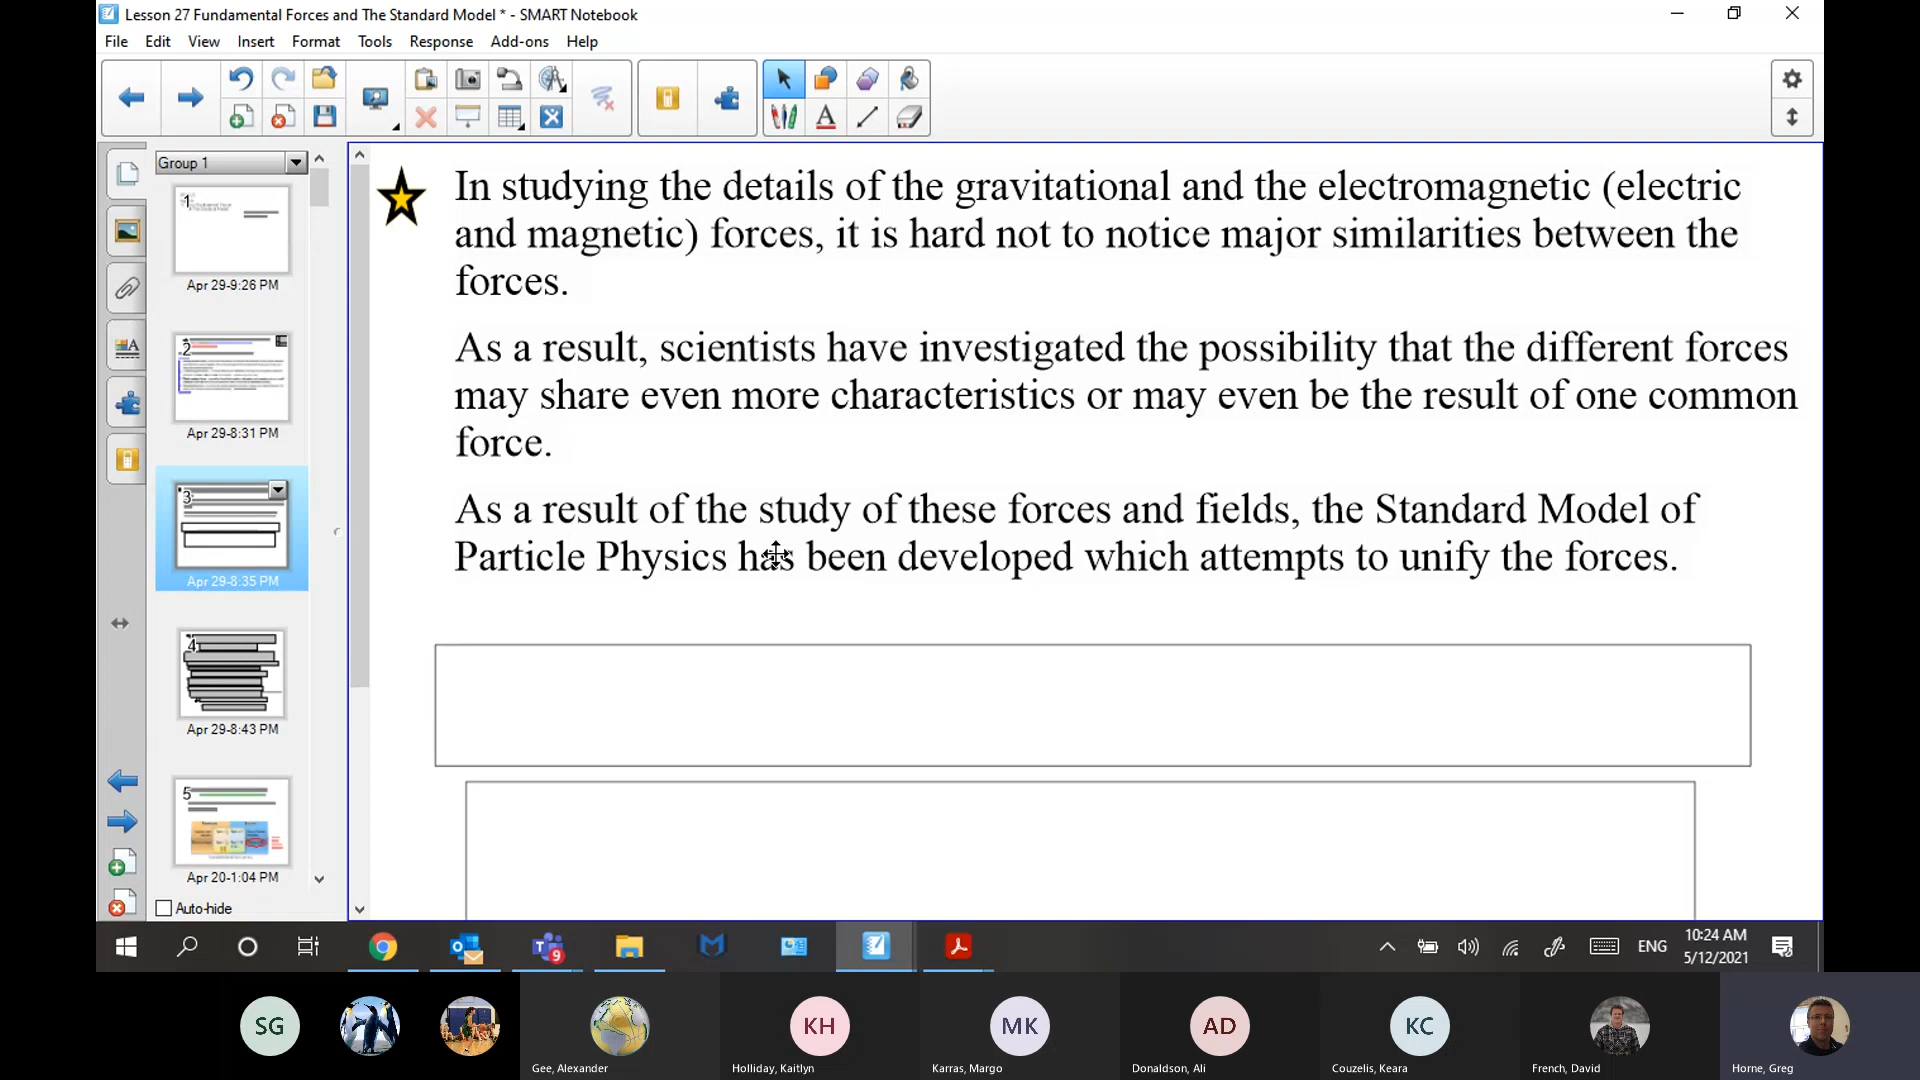 Lesson 27 Fundamental Forces and The Standard Model * - SMART Notebook
File Edit View Insert Format Tools Response Add-ons Help
Group 1
1
Apr 29-9:26 PM
2
Apr 29-8:31 PM
3
Apr 29-8:35 PM
4
Apr 29-8:43 PM
5
Apr 20-1:04 PM
Auto-hide
In studying the details of the gravitational and the electromagnetic (electric
and magnetic) forces, it is hard not to notice major similarities between the
forces.
As a result, scientists have investigated the possibility that the different forces
may share even more characteristics or may even be the result of one common
force.
As a result of the study of these forces and fields, the Standard Model of
Particle Physics has been developed which attempts to unify the forces.
9
ENG
10:24 AM
5/12/2021
SG
KH
MK
AD
KC
Gee, Alexander
Holliday, Kaitlyn
Karras, Margo
Donaldson, Ali
Couzelis, Keara
French, David
Horne, Greg